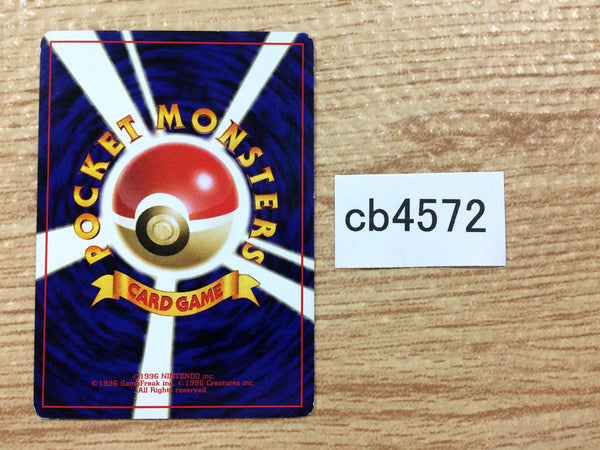 POCKET MONSTERS
CARD GAME
©1996 NINTENDO inc.
©1996 GameFreak inc. ©1996 Creatures inc.
All Rights reserved.
cb4572